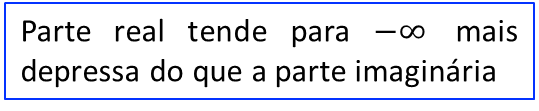 Parte real tende para −∞ mais
depressa do que a parte imaginária